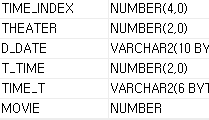 TIME_INDEX NUMBER(4,0)
THEATER NUMBER(2,0)
D_DATE VARCHAR2(10 BY
T_TIME NUMBER(2,0)
TIME_T VARCHAR2(6 BYT
MOVIE NUMBER